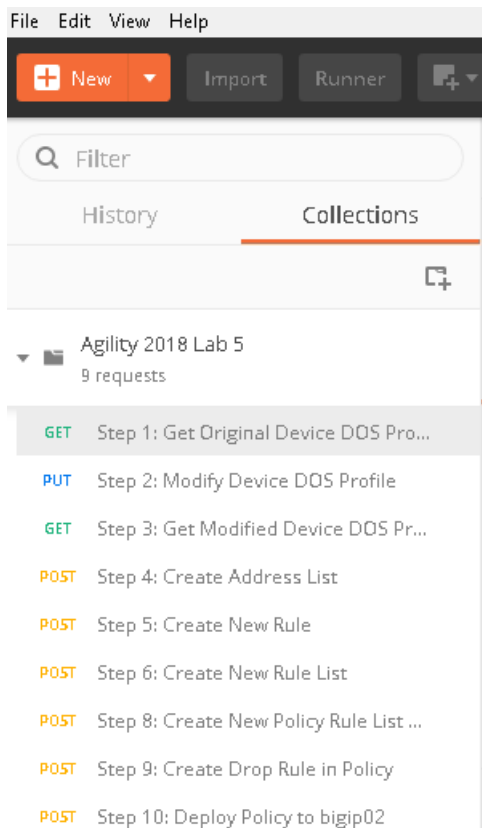 File Edit View Help
New Import Runner
Filter
History Collections
Agility 2018 Lab 5
9 requests
GET Step 1: Get Original Device DOS Pro...
PUT Step 2: Modify Device DOS Profile
GET Step 3: Get Modified Device DOS Pr...
POST Step 4: Create Address List
POST Step 5: Create New Rule
POST Step 6: Create New Rule List
POST Step 8: Create New Policy Rule List ...
POST Step 9: Create Drop Rule in Policy
POST Step 10: Deploy Policy to bigip02